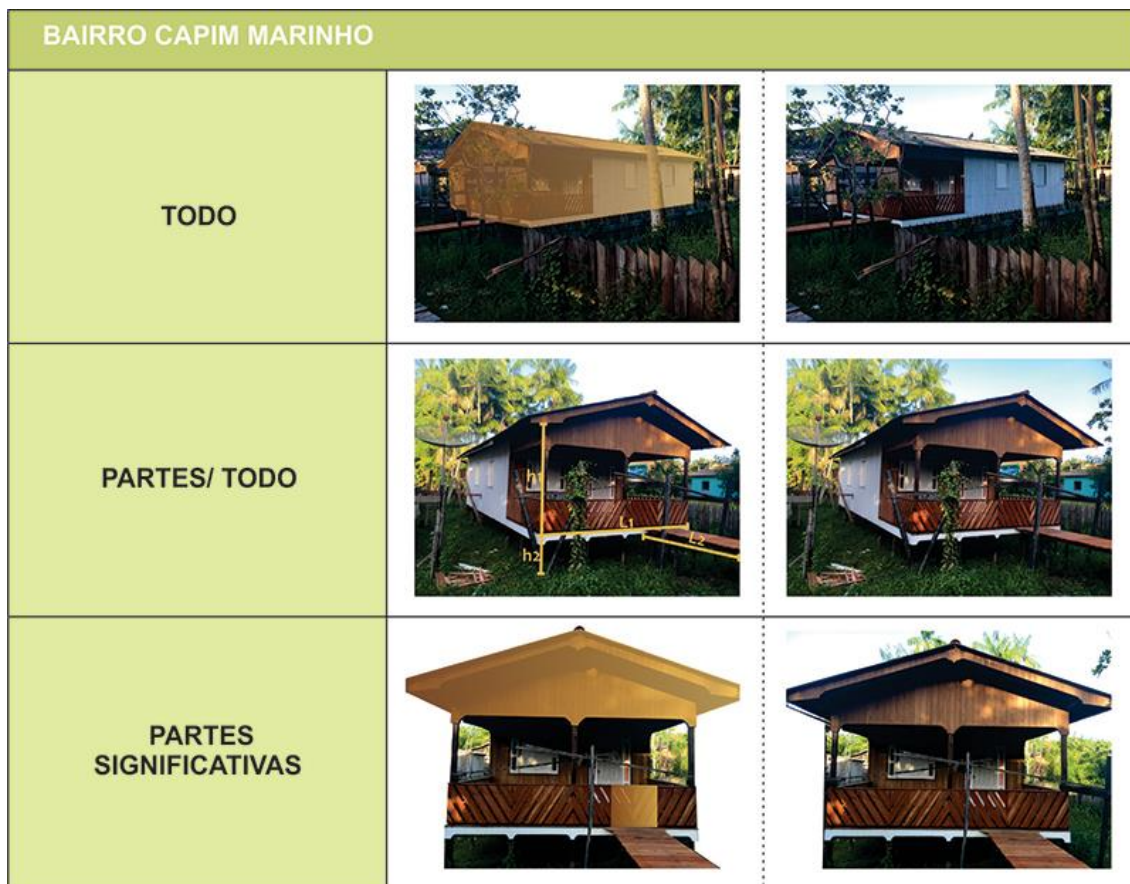 BAIRRO CAPIM MARINHO
TODO
PARTES/ TODO
h1
L1
L2
h2
PARTES
SIGNIFICATIVAS